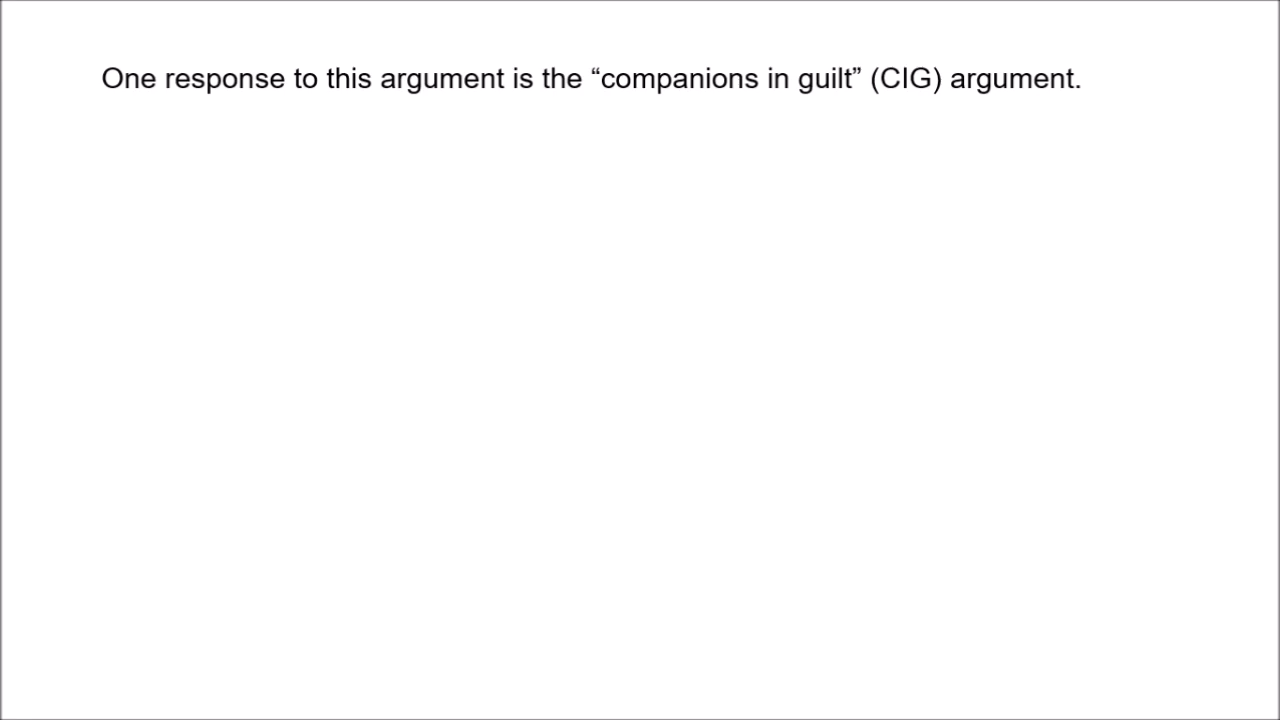 One response to this argument is the “companions in guilt” (CIG) argument.